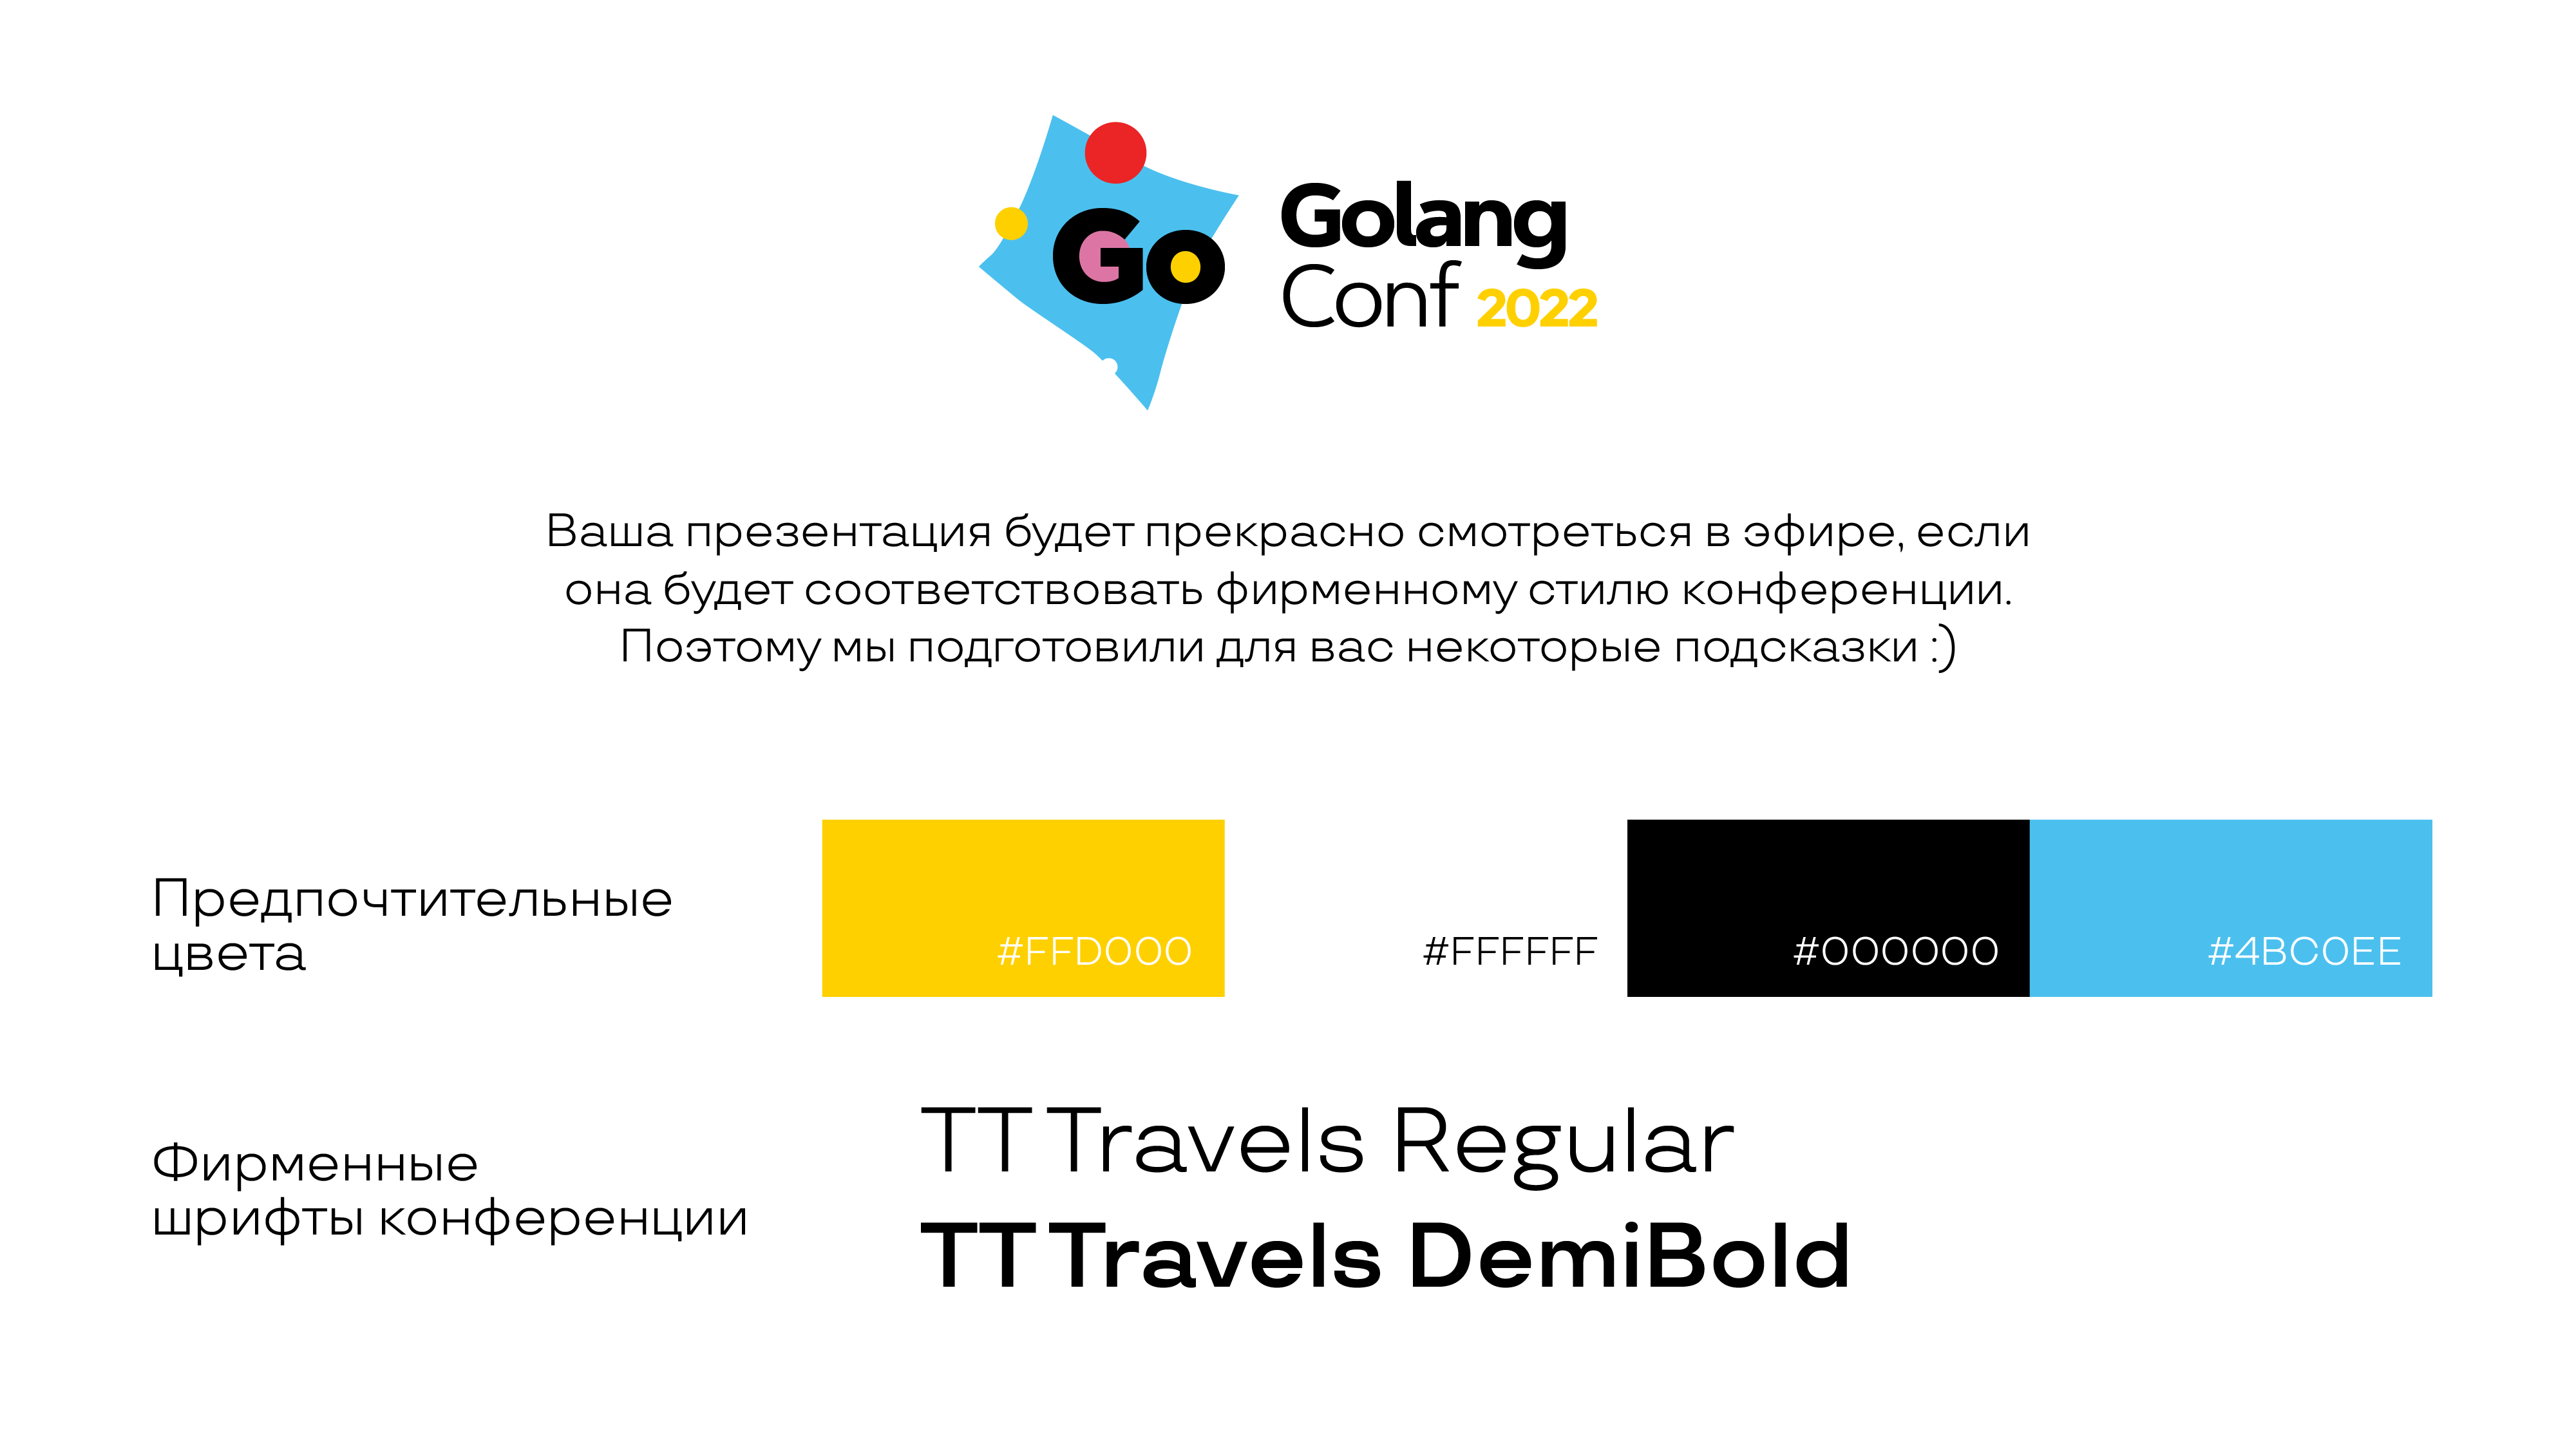 Go
Golang
Conf 2022
Ваша презентация будет прекрасно смотреться в эфире, если
она будет соответствовать фирменному стилю конференции.
Поэтому мы подготовили для вас некоторые подсказки :)
Предпочтительные
цвета
#FFD000
#FFFFFF
#000000
#4BC0EE
Фирменные
шрифты конференции
TT Travels Regular
TT Travels DemiBold